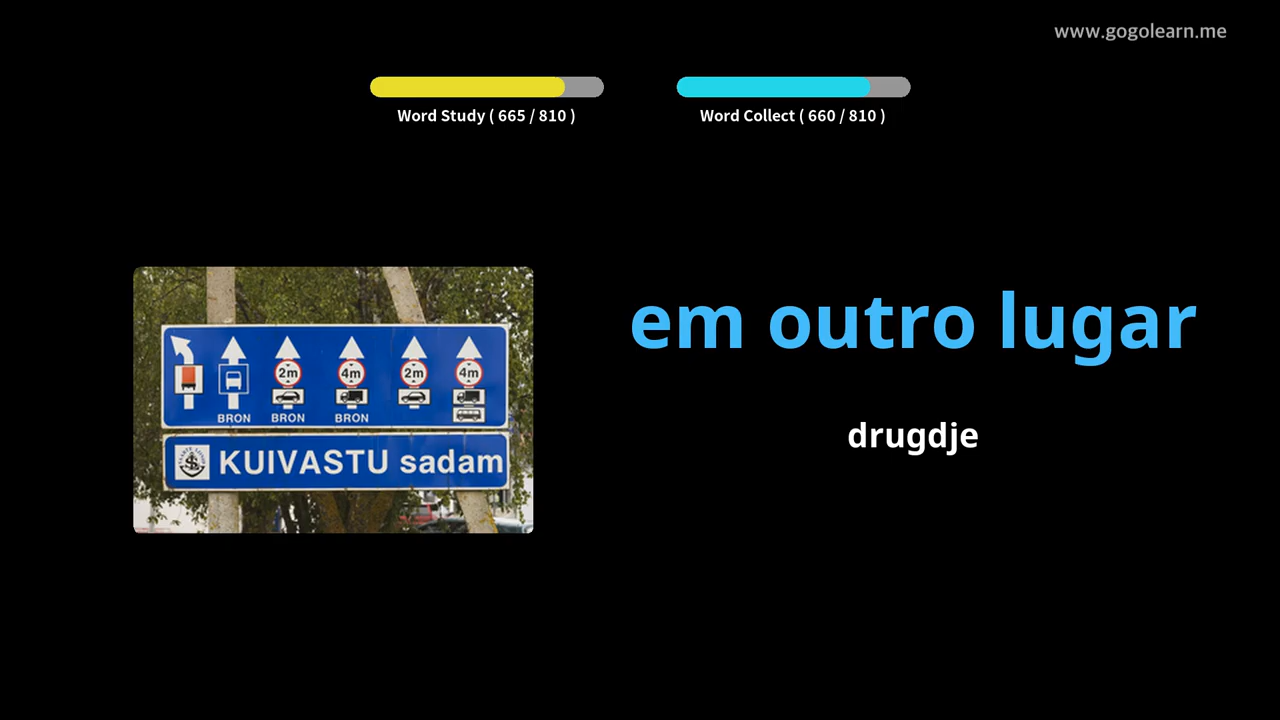 www.gogolearn.me
Word Study ( 665 / 810 )
Word Collect ( 660 / 810 )
em outro lugar
drugdje
2m 4m 2m 4m
BRON BRON BRON
KUIVASTU sadam